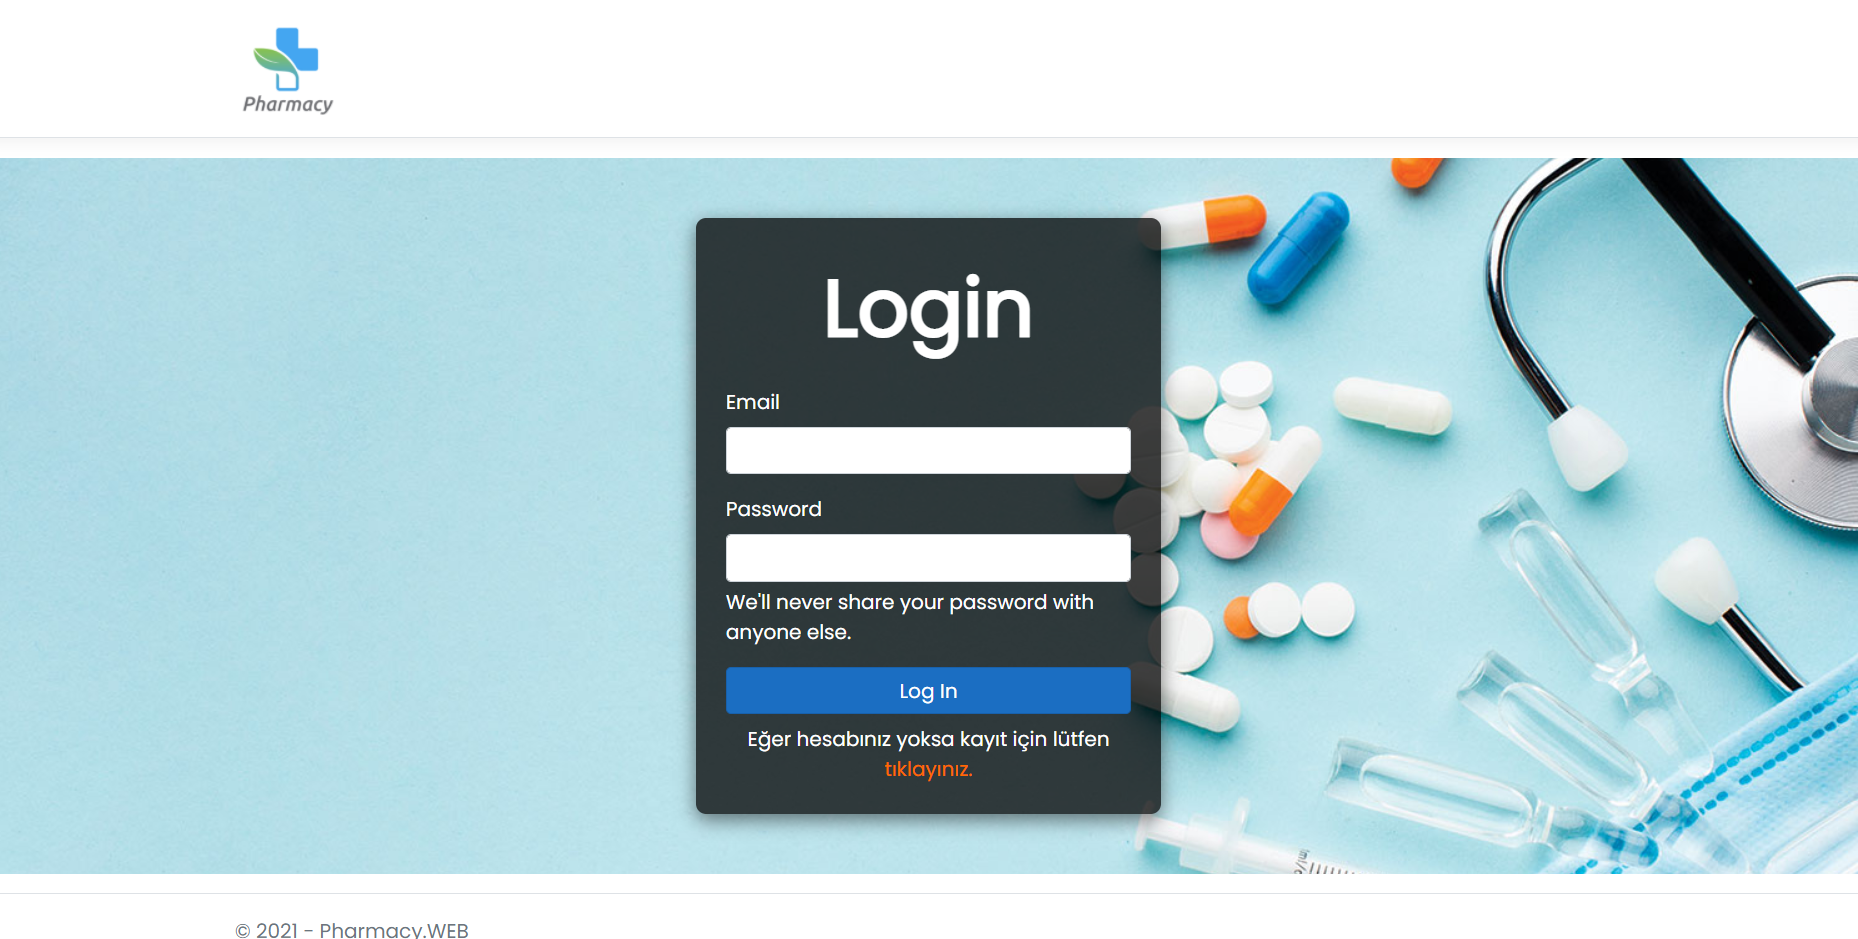 Pharmacy
Login
Email
Password
We'll never share your password with
anyone else.
Log In
Eğer hesabınız yoksa kayıt için lütfen
tıklayınız.
© 2021 - Pharmacy.WEB